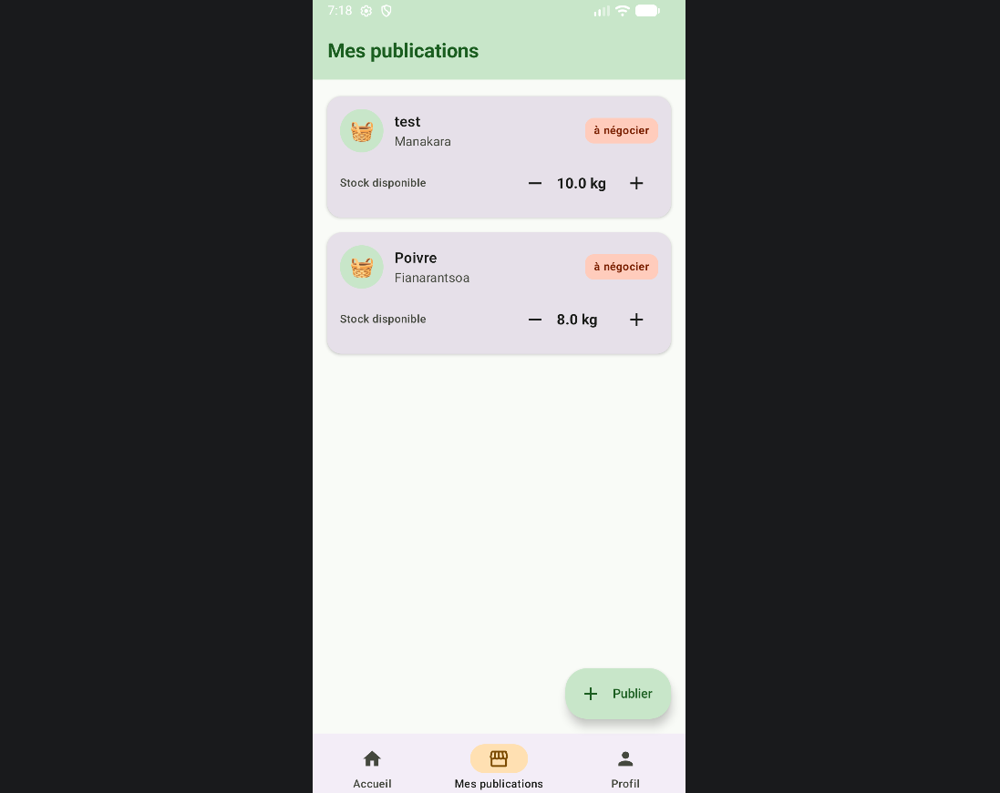 7:18
Mes publications
test
Manakara
à négocier
Stock disponible
10.0 kg
Poivre
Fianarantsoa
à négocier
Stock disponible
8.0 kg
Publier
Accueil
Mes publications
Profil